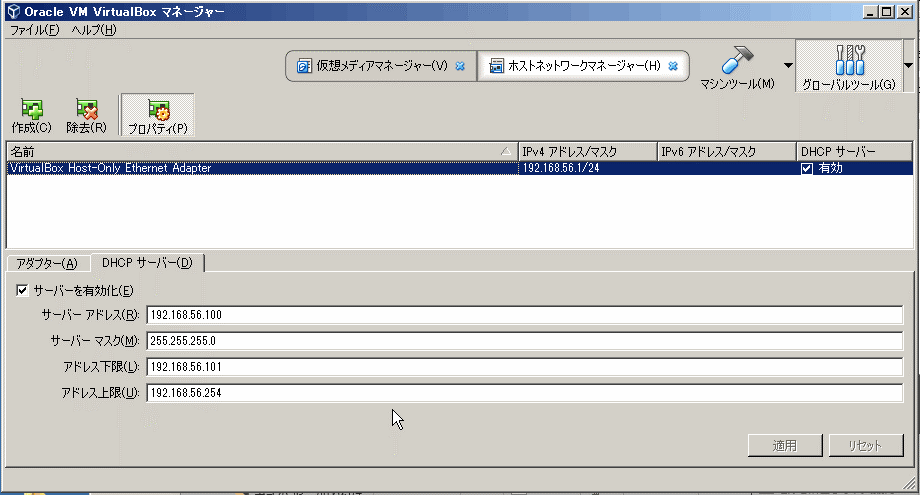 Oracle VM VirtualBox マネージャー
ファイル(F) ヘルプ(H)
仮想メディアマネージャー(V) ホストネットワークマネージャー(H) マシンツール(M) グローバルツール(G)
作成(C) 除去(R) プロパティ(P)
名前 IPv4 アドレス/マスク IPv6 アドレス/マスク DHCP サーバー
VirtualBox Host-Only Ethernet Adapter 192.168.56.1/24 有効
アダプター(A) DHCP サーバー(D)
サーバーを有効化(E)
サーバー アドレス(R): 192.168.56.100
サーバー マスク(M): 255.255.255.0
アドレス下限(L): 192.168.56.101
アドレス上限(U): 192.168.56.254
適用 リセット